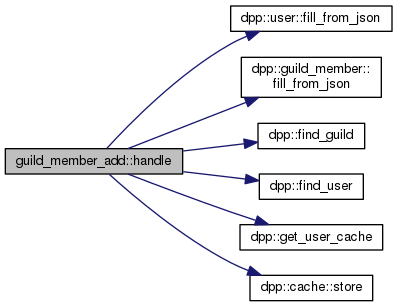 dpp::user::fill_from_json
dpp::guild_member::
fill_from_json
dpp::find_guild
guild_member_add::handle
dpp::find_user
dpp::get_user_cache
dpp::cache::store